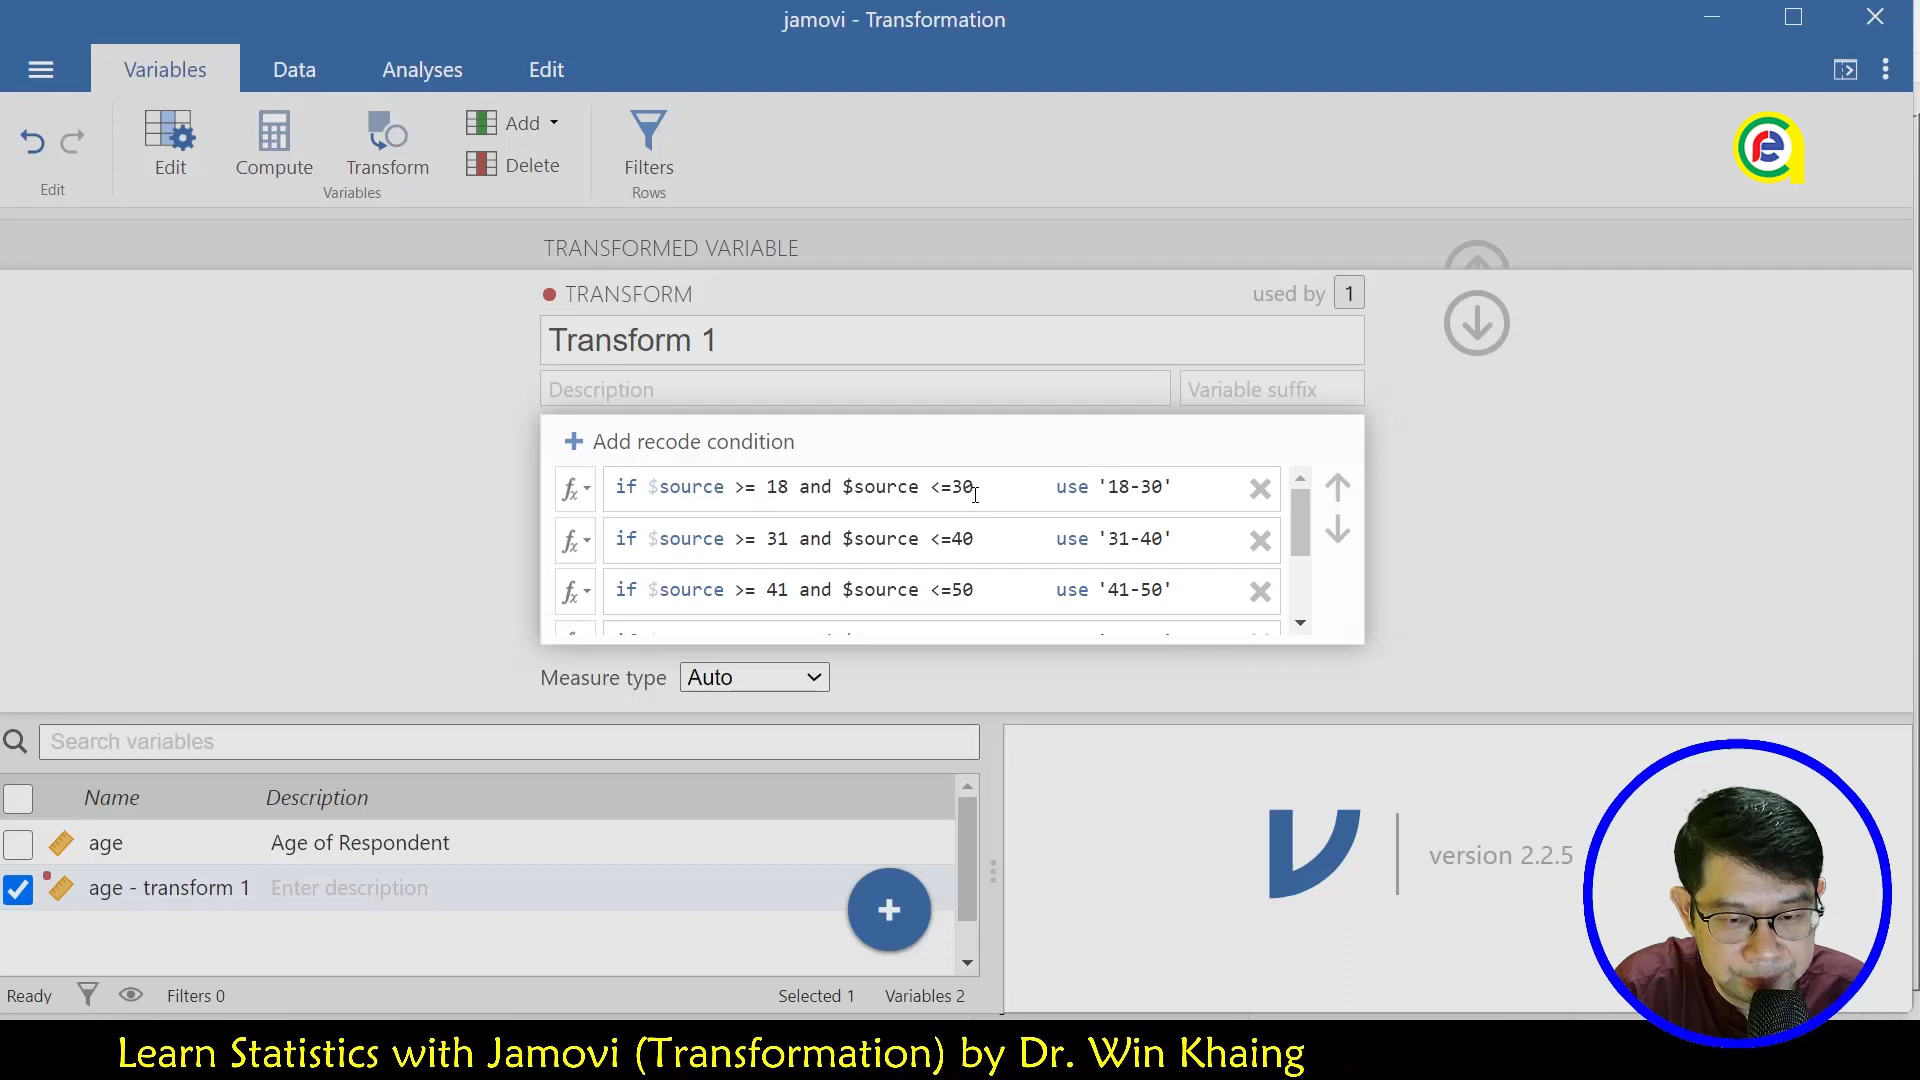 jamovi - Transformation
Variables
Data
Analyses
Edit
Edit
Compute
Transform
Add
Delete
Filters
Edit
Variables
Rows
TRANSFORMED VARIABLE
TRANSFORM
used by 1
Transform 1
Description
Variable suffix
+ Add recode condition
fx if $source >= 18 and $source <=30 use '18-30'
fx if $source >= 31 and $source <=40 use '31-40'
fx if $source >= 41 and $source <=50 use '41-50'
Measure type Auto
Search variables
Name Description
age Age of Respondent
age - transform 1 Enter description
version 2.2.5
Ready Filters 0 Selected 1 Variables 2
Learn Statistics with Jamovi (Transformation) by Dr. Win Khaing